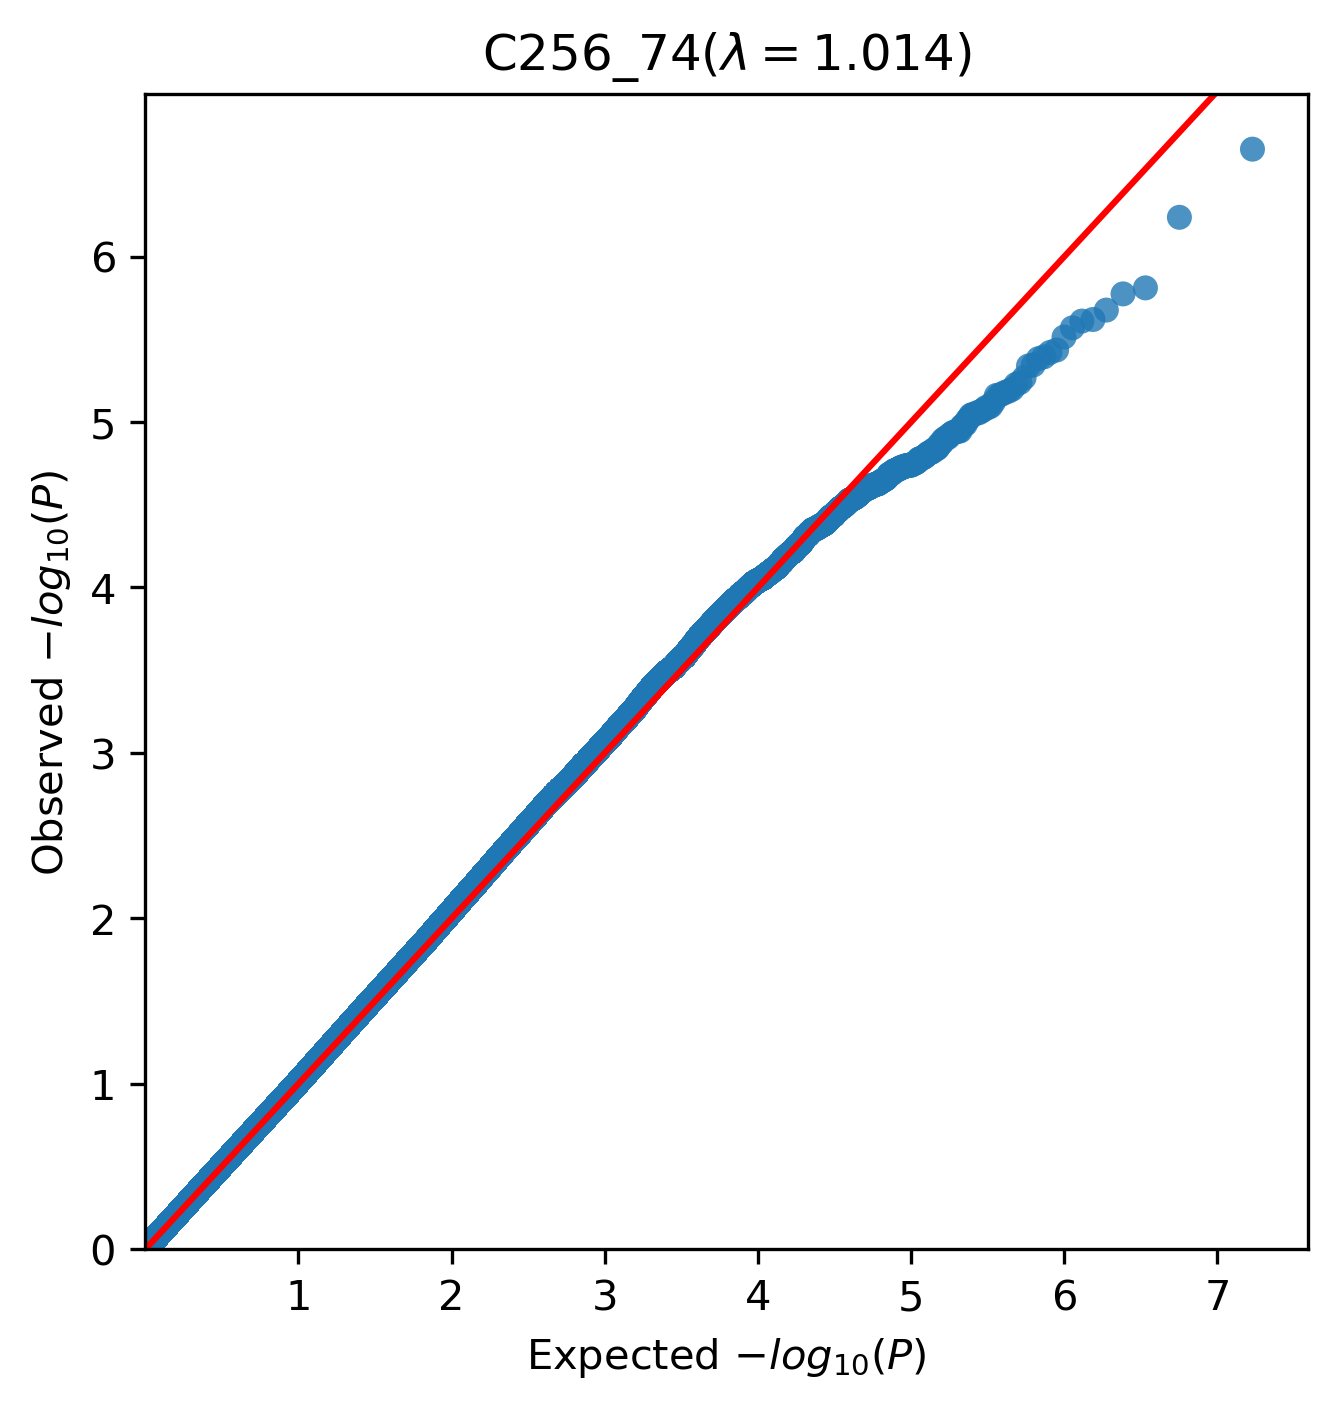 C256_74(λ = 1.014)
Observed −log₁₀(P)
6
5
4
3
2
1
0
1 2 3 4 5 6 7
Expected −log₁₀(P)